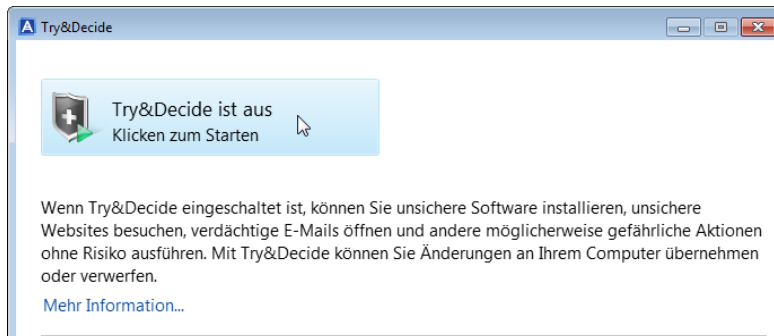 Try&Decide
Try&Decide ist aus
Klicken zum Starten
Wenn Try&Decide eingeschaltet ist, können Sie unsichere Software installieren, unsichere
Websites besuchen, verdächtige E-Mails öffnen und andere möglicherweise gefährliche Aktionen
ohne Risiko ausführen. Mit Try&Decide können Sie Änderungen an Ihrem Computer übernehmen
oder verwerfen.
Mehr Information...